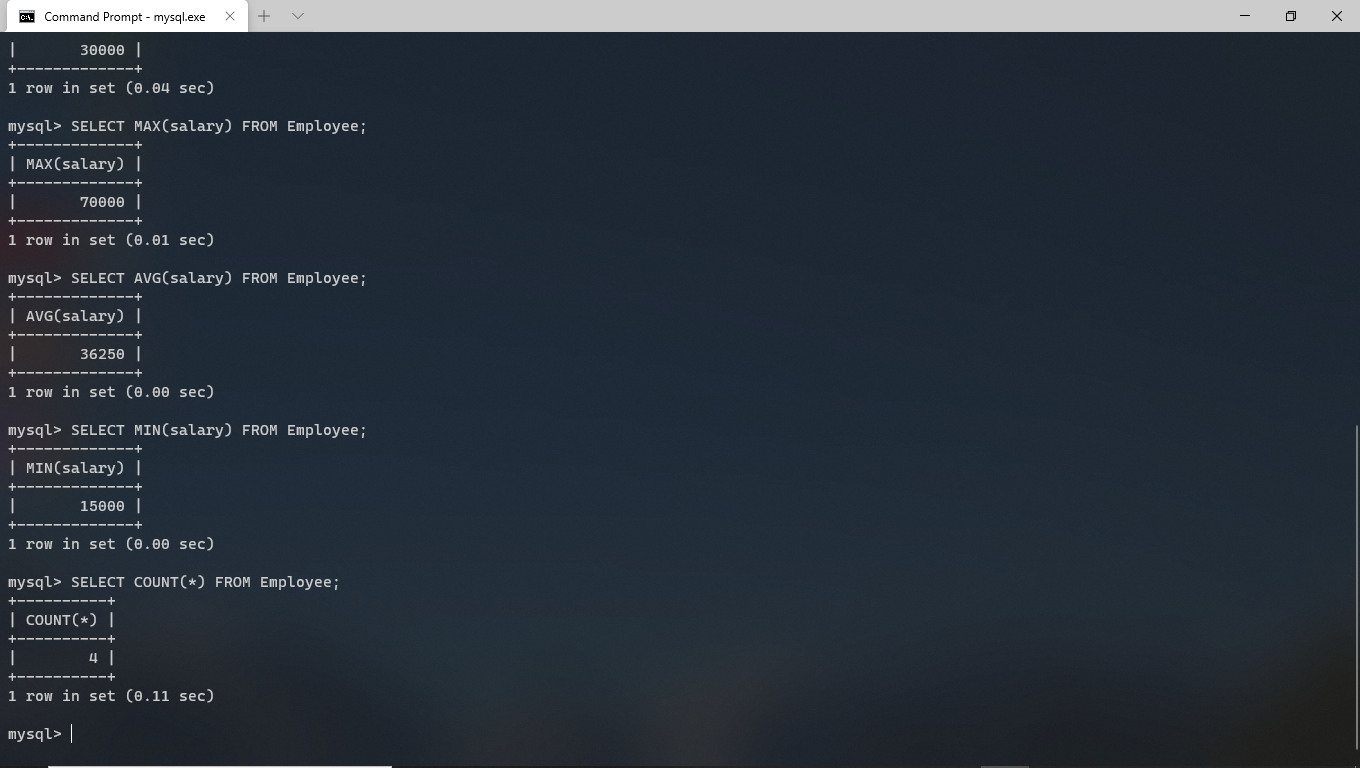 Command Prompt - mysql.exe
|       30000 |
+-------------+
1 row in set (0.04 sec)
mysql> SELECT MAX(salary) FROM Employee;
+-------------+
| MAX(salary) |
+-------------+
|       70000 |
+-------------+
1 row in set (0.01 sec)
mysql> SELECT AVG(salary) FROM Employee;
+-------------+
| AVG(salary) |
+-------------+
|       36250 |
+-------------+
1 row in set (0.00 sec)
mysql> SELECT MIN(salary) FROM Employee;
+-------------+
| MIN(salary) |
+-------------+
|       15000 |
+-------------+
1 row in set (0.00 sec)
mysql> SELECT COUNT(*) FROM Employee;
+----------+
| COUNT(*) |
+----------+
|        4 |
+----------+
1 row in set (0.11 sec)
mysql>